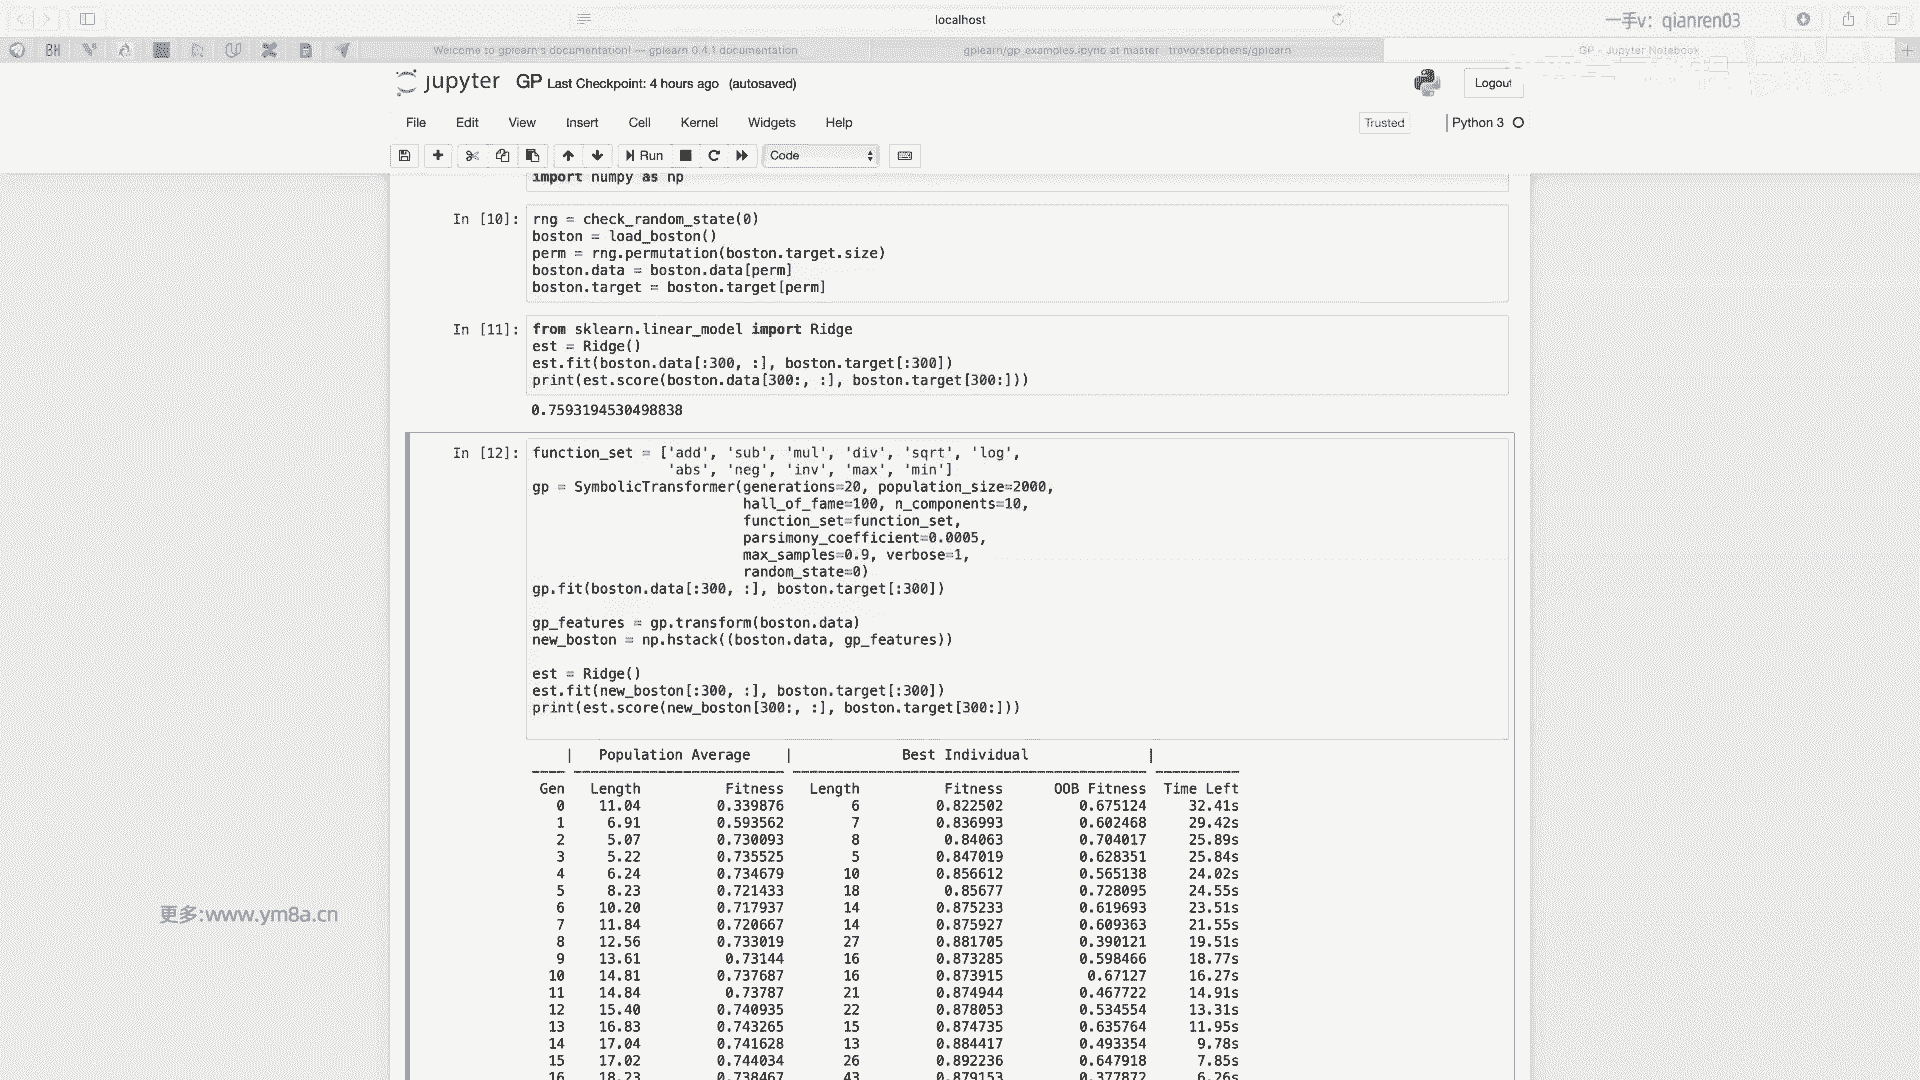 localhost
一手v：qianren03
BH
Welcome to gplearn's documentation! — gplearn 0.4.1 documentation
gplearn/gp_examples.ipynb at master · trevorstephens/gplearn
GP - Jupyter Notebook
jupyter GP Last Checkpoint: 4 hours ago (autosaved)
Logout
File Edit View Insert Cell Kernel Widgets Help
Trusted
Python 3
Run
Code
import numpy as np
In [10]: rng = check_random_state(0)
boston = load_boston()
perm = rng.permutation(boston.target.size)
boston.data = boston.data[perm]
boston.target = boston.target[perm]
In [11]: from sklearn.linear_model import Ridge
est = Ridge()
est.fit(boston.data[:300, :], boston.target[:300])
print(est.score(boston.data[300:, :], boston.target[300:]))
0.7593194530498838
In [12]: function_set = ['add', 'sub', 'mul', 'div', 'sqrt', 'log',
'abs', 'neg', 'inv', 'max', 'min']
gp = SymbolicTransformer(generations=20, population_size=2000,
hall_of_fame=100, n_components=10,
function_set=function_set,
parsimony_coefficient=0.0005,
max_samples=0.9, verbose=1,
random_state=0)
gp.fit(boston.data[:300, :], boston.target[:300])
gp_features = gp.transform(boston.data)
new_boston = np.hstack((boston.data, gp_features))
est = Ridge()
est.fit(new_boston[:300, :], boston.target[:300])
print(est.score(new_boston[300:, :], boston.target[300:]))
| Population Average | Best Individual |
---- ------------------------- ------------------------------------------ ----------
Gen Length Fitness Length Fitness OOB Fitness Time Left
0 11.04 0.339876 6 0.822502 0.675124 32.41s
1 6.91 0.593562 7 0.836993 0.602468 29.42s
2 5.07 0.730093 8 0.84063 0.704017 25.89s
3 5.22 0.735525 5 0.847019 0.628351 25.84s
4 6.24 0.734679 10 0.856612 0.565138 24.02s
5 8.23 0.721433 18 0.85677 0.728095 24.55s
6 10.20 0.717937 14 0.875233 0.619693 23.51s
7 11.84 0.720667 14 0.875927 0.609363 21.55s
8 12.56 0.733019 27 0.881705 0.390121 19.51s
9 13.61 0.73144 16 0.873285 0.598466 18.77s
10 14.81 0.737687 16 0.873915 0.67127 16.27s
11 14.84 0.73787 21 0.874944 0.467722 14.91s
12 15.40 0.740935 22 0.878053 0.534554 13.31s
13 16.83 0.743265 15 0.874735 0.635764 11.95s
14 17.04 0.741628 13 0.884417 0.493354 9.78s
15 17.02 0.744034 26 0.892236 0.647918 7.85s
16 18.23 0.738467 43 0.879153 0.377872 6.26s
更多:www.ym8a.cn